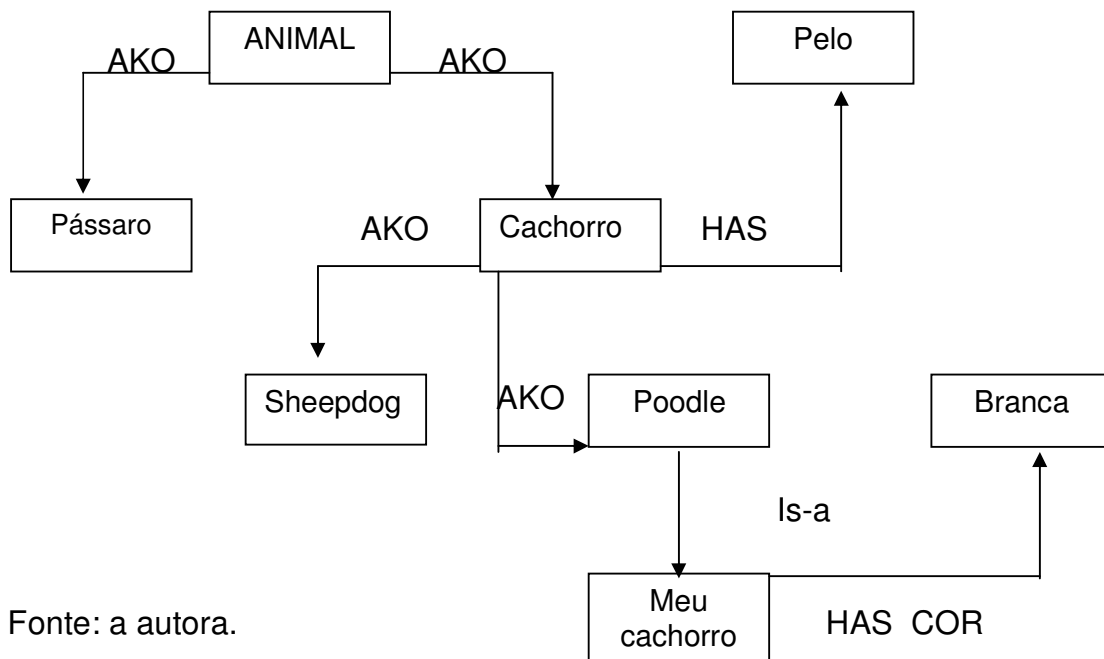 ANIMAL
Pelo
AKO
AKO
Pássaro
AKO
Cachorro
HAS
Sheepdog
AKO
Poodle
Branca
Is-a
Meu
cachorro
Fonte: a autora.
HAS COR